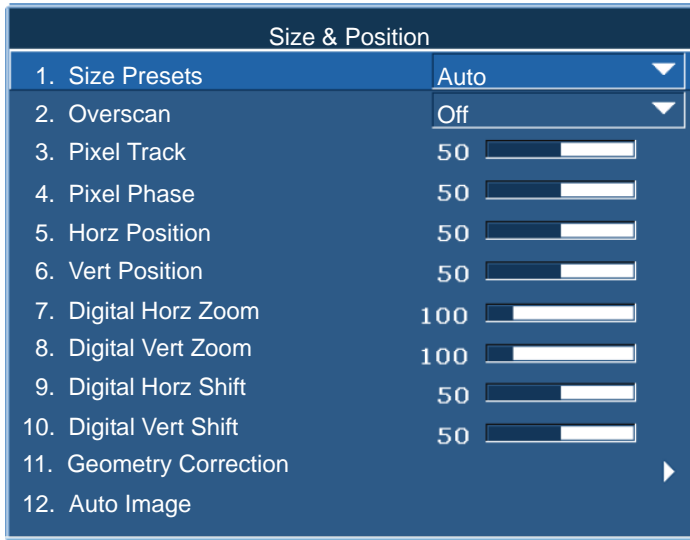 Size & Position
1. Size Presets Auto
2. Overscan Off
3. Pixel Track 50
4. Pixel Phase 50
5. Horz Position 50
6. Vert Position 50
7. Digital Horz Zoom 100
8. Digital Vert Zoom 100
9. Digital Horz Shift 50
10. Digital Vert Shift 50
11. Geometry Correction
12. Auto Image